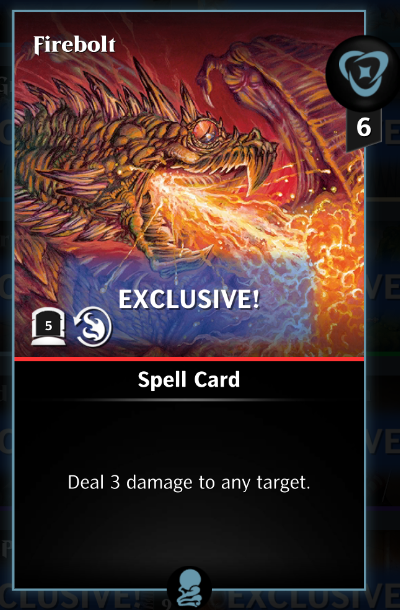 Firebolt
6
EXCLUSIVE!
5
Spell Card
Deal 3 damage to any target.